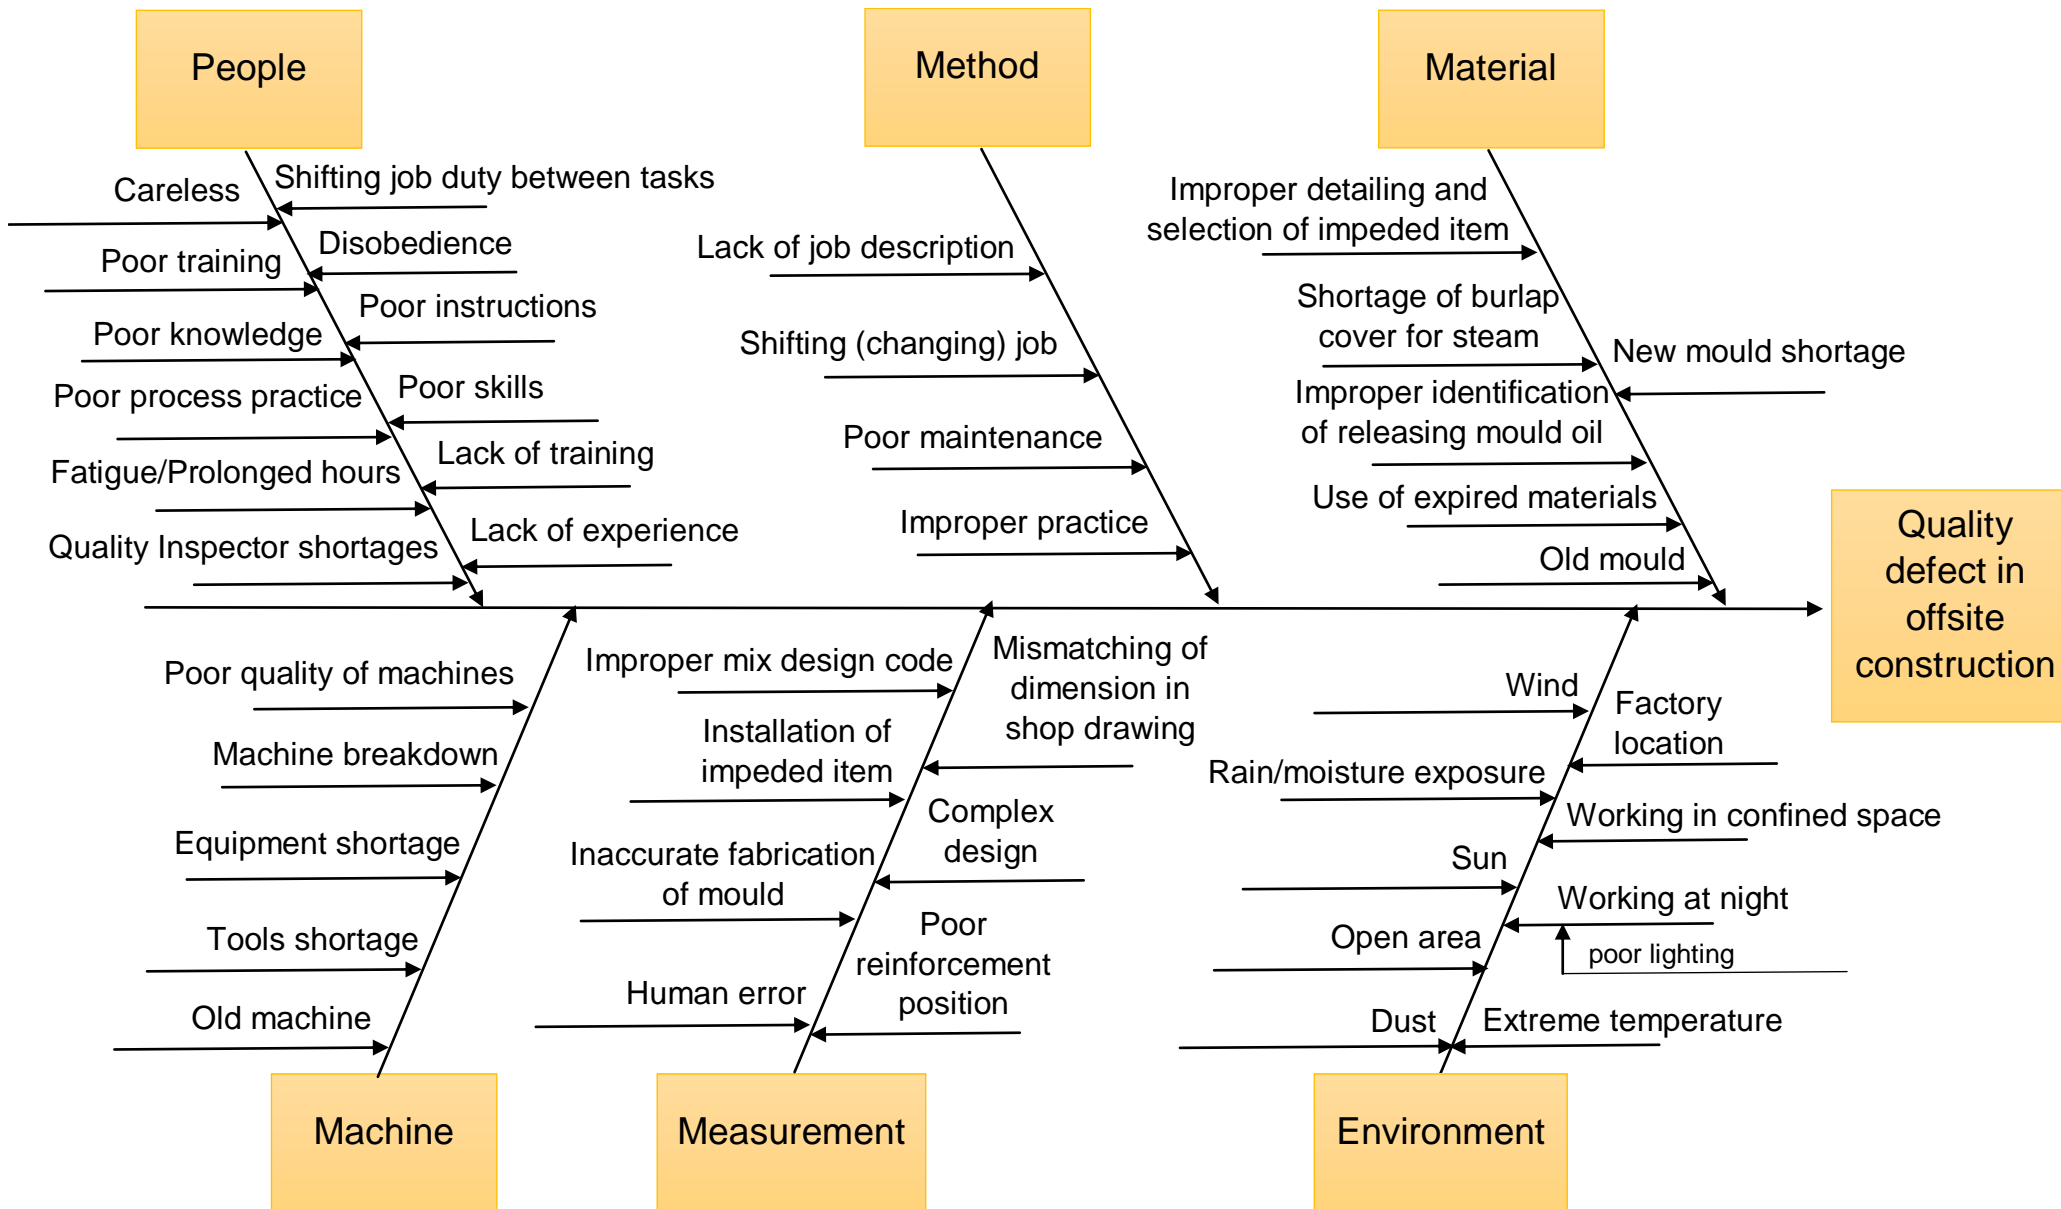 People
Method
Material
Careless
Shifting job duty between tasks
Poor training
Disobedience
Poor knowledge
Poor instructions
Poor process practice
Poor skills
Fatigue/Prolonged hours
Lack of training
Quality Inspector shortages
Lack of experience
Lack of job description
Shifting (changing) job
Poor maintenance
Improper practice
Improper detailing and
selection of impeded item
Shortage of burlap
cover for steam
New mould shortage
Improper identification
of releasing mould oil
Use of expired materials
Old mould
Quality
defect in
offsite
construction
Poor quality of machines
Machine breakdown
Equipment shortage
Tools shortage
Old machine
Improper mix design code
Mismatching of
dimension in
shop drawing
Installation of
impeded item
Complex
design
Inaccurate fabrication
of mould
Poor
reinforcement
position
Human error
Wind
Factory
location
Rain/moisture exposure
Working in confined space
Sun
Working at night
poor lighting
Open area
Dust
Extreme temperature
Machine
Measurement
Environment